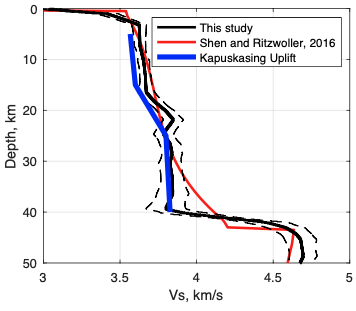 0
10
20
30
40
50
Depth, km
This study
Shen and Ritzwoller, 2016
Kapuskasing Uplift
3
3.5
4
4.5
5
Vs, km/s